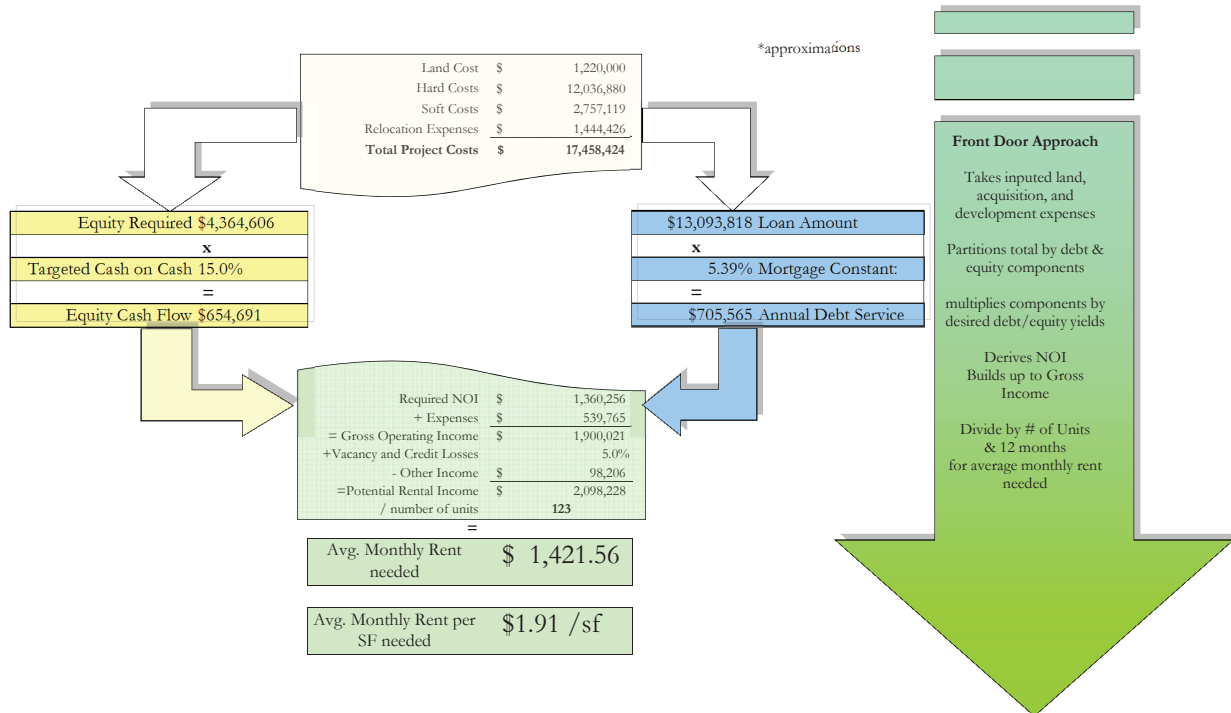 *approximations
Land Cost $ 1,220,000
Hard Costs $ 12,036,880
Soft Costs $ 2,757,119
Relocation Expenses $ 1,444,426
Total Project Costs $ 17,458,424
Equity Required $4,364,606
x
Targeted Cash on Cash 15.0%
=
Equity Cash Flow $654,691
$13,093,818 Loan Amount
x
5.39% Mortgage Constant:
=
$705,565 Annual Debt Service
Required NOI $ 1,360,256
+ Expenses $ 539,765
= Gross Operating Income $ 1,900,021
+Vacancy and Credit Losses 5.0%
- Other Income $ 98,206
=Potential Rental Income $ 2,098,228
/ number of units 123
=
Avg. Monthly Rent
needed
$ 1,421.56
Avg. Monthly Rent per
SF needed
$1.91 /sf
Front Door Approach
Takes inputed land,
acquisition, and
development expenses
Partitions total by debt &
equity components
multiplies components by
desired debt/equity yields
Derives NOI
Builds up to Gross
Income
Divide by # of Units
& 12 months
for average monthly rent
needed